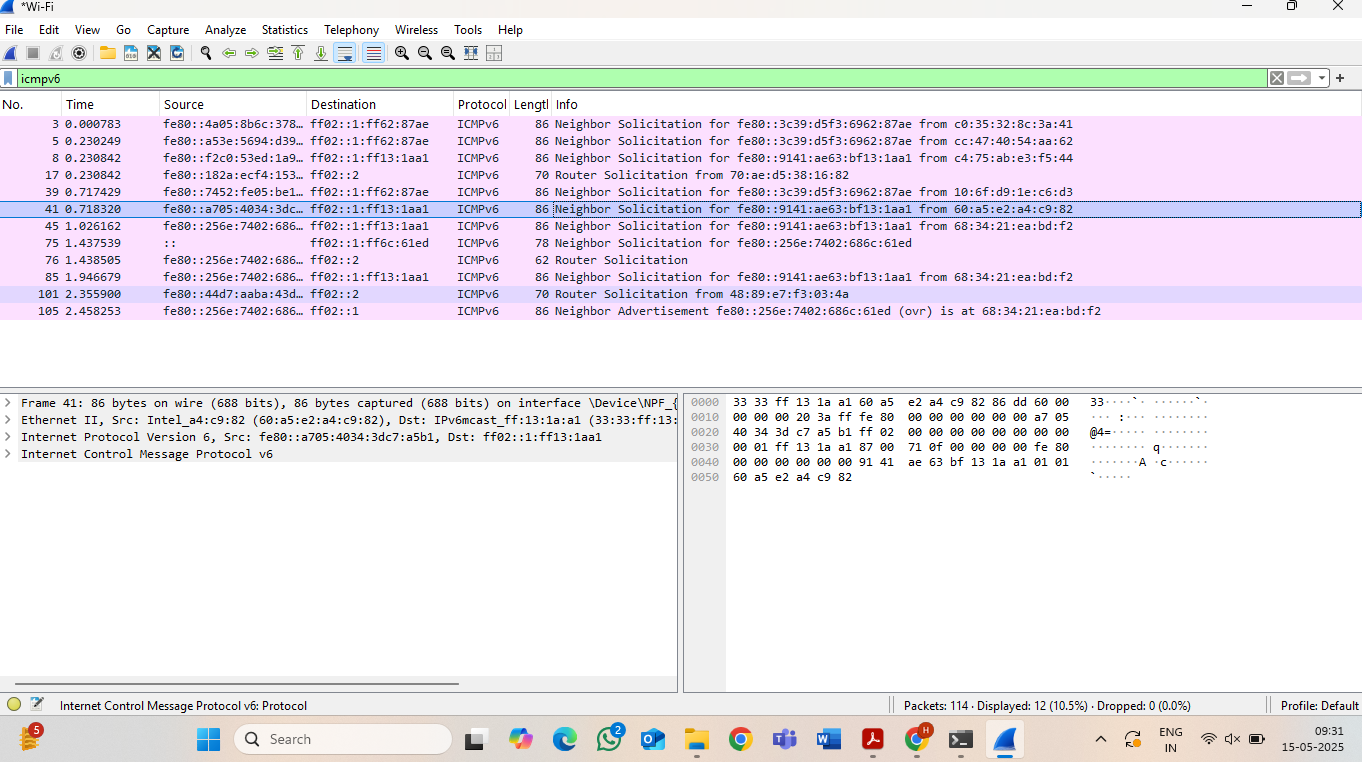 *Wi-Fi
File Edit View Go Capture Analyze Statistics Telephony Wireless Tools Help
icmpv6
No. Time Source Destination Protocol Lengtl Info
3 0.000783 fe80::4a05:8b6c:378… ff02::1:ff62:87ae ICMPv6 86 Neighbor Solicitation for fe80::3c39:d5f3:6962:87ae from c0:35:32:8c:3a:41
5 0.230249 fe80::a53e:5694:d39… ff02::1:ff62:87ae ICMPv6 86 Neighbor Solicitation for fe80::3c39:d5f3:6962:87ae from cc:47:40:54:aa:62
8 0.230842 fe80::f2c0:53ed:1a9… ff02::1:ff13:1aa1 ICMPv6 86 Neighbor Solicitation for fe80::9141:ae63:bf13:1aa1 from c4:75:ab:e3:f5:44
17 0.230842 fe80::182a:ecf4:153… ff02::2 ICMPv6 70 Router Solicitation from 70:ae:d5:38:16:82
39 0.717429 fe80::7452:fe05:be1… ff02::1:ff62:87ae ICMPv6 86 Neighbor Solicitation for fe80::3c39:d5f3:6962:87ae from 10:6f:d9:1e:c6:d3
41 0.718320 fe80::a705:4034:3dc… ff02::1:ff13:1aa1 ICMPv6 86 Neighbor Solicitation for fe80::9141:ae63:bf13:1aa1 from 60:a5:e2:a4:c9:82
45 1.026162 fe80::256e:7402:686… ff02::1:ff13:1aa1 ICMPv6 86 Neighbor Solicitation for fe80::9141:ae63:bf13:1aa1 from 68:34:21:ea:bd:f2
75 1.437539 :: ff02::1:ff6c:61ed ICMPv6 78 Neighbor Solicitation for fe80::256e:7402:686c:61ed
76 1.438505 fe80::256e:7402:686… ff02::2 ICMPv6 62 Router Solicitation
85 1.946679 fe80::256e:7402:686… ff02::1:ff13:1aa1 ICMPv6 86 Neighbor Solicitation for fe80::9141:ae63:bf13:1aa1 from 68:34:21:ea:bd:f2
101 2.355900 fe80::44d7:aaba:43d… ff02::2 ICMPv6 70 Router Solicitation from 48:89:e7:f3:03:4a
105 2.458253 fe80::256e:7402:686… ff02::1 ICMPv6 86 Neighbor Advertisement fe80::256e:7402:686c:61ed (ovr) is at 68:34:21:ea:bd:f2
Frame 41: 86 bytes on wire (688 bits), 86 bytes captured (688 bits) on interface \Device\NPF_{
Ethernet II, Src: Intel_a4:c9:82 (60:a5:e2:a4:c9:82), Dst: IPv6mcast_ff:13:1a:a1 (33:33:ff:13:
Internet Protocol Version 6, Src: fe80::a705:4034:3dc7:a5b1, Dst: ff02::1:ff13:1aa1
Internet Control Message Protocol v6
0000 33 33 ff 13 1a a1 60 a5 e2 a4 c9 82 86 dd 60 00 33····`· ······`·
0010 00 00 00 20 3a ff fe 80 00 00 00 00 00 00 a7 05 ··· :··· ········
0020 40 34 3d c7 a5 b1 ff 02 00 00 00 00 00 00 00 00 @4=····· ········
0030 00 01 ff 13 1a a1 87 00 71 0f 00 00 00 00 fe 80 ········ q·······
0040 00 00 00 00 00 00 91 41 ae 63 bf 13 1a a1 01 01 ·······A ·c······
0050 60 a5 e2 a4 c9 82 `·····
Internet Control Message Protocol v6: Protocol
Packets: 114 · Displayed: 12 (10.5%) · Dropped: 0 (0.0%)
Profile: Default
5
Search
2
H
ENG
IN
09:31
15-05-2025